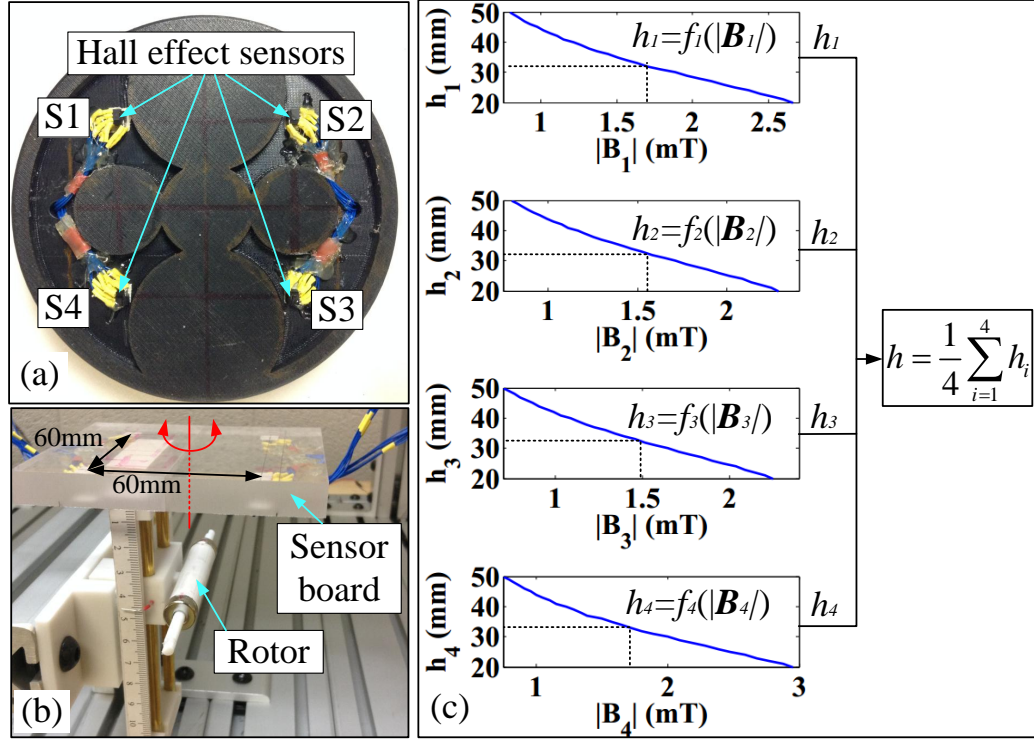 Hall effect sensors
S1
S2
S4
S3
(a)
60mm
60mm
Sensor
board
Rotor
(b)
50
40
30
20
h₁ (mm)
h₁=f₁(|B₁|)
1 1.5 2 2.5
|B₁| (mT)
h₁
50
40
30
20
h₂ (mm)
h₂=f₂(|B₂|)
1 1.5 2
|B₂| (mT)
h₂
50
40
30
20
h₃ (mm)
h₃=f₃(|B₃|)
1 1.5 2
|B₃| (mT)
h₃
50
40
30
20
h₄ (mm)
h₄=f₄(|B₄|)
1 2 3
|B₄| (mT)
h₄
h = 1/4 ∑ᵢ₌₁⁴ hᵢ
(c)